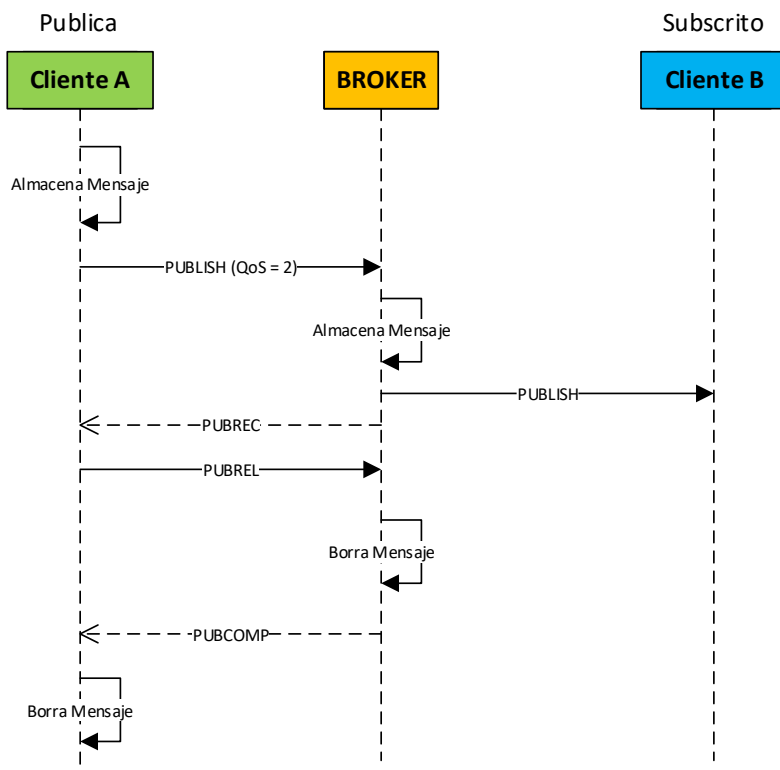 Publica
Subscrito
Cliente A
BROKER
Cliente B
Almacena Mensaje
PUBLISH (QoS = 2)
Almacena Mensaje
PUBLISH
PUBREC
PUBREL
Borra Mensaje
PUBCOMP
Borra Mensaje